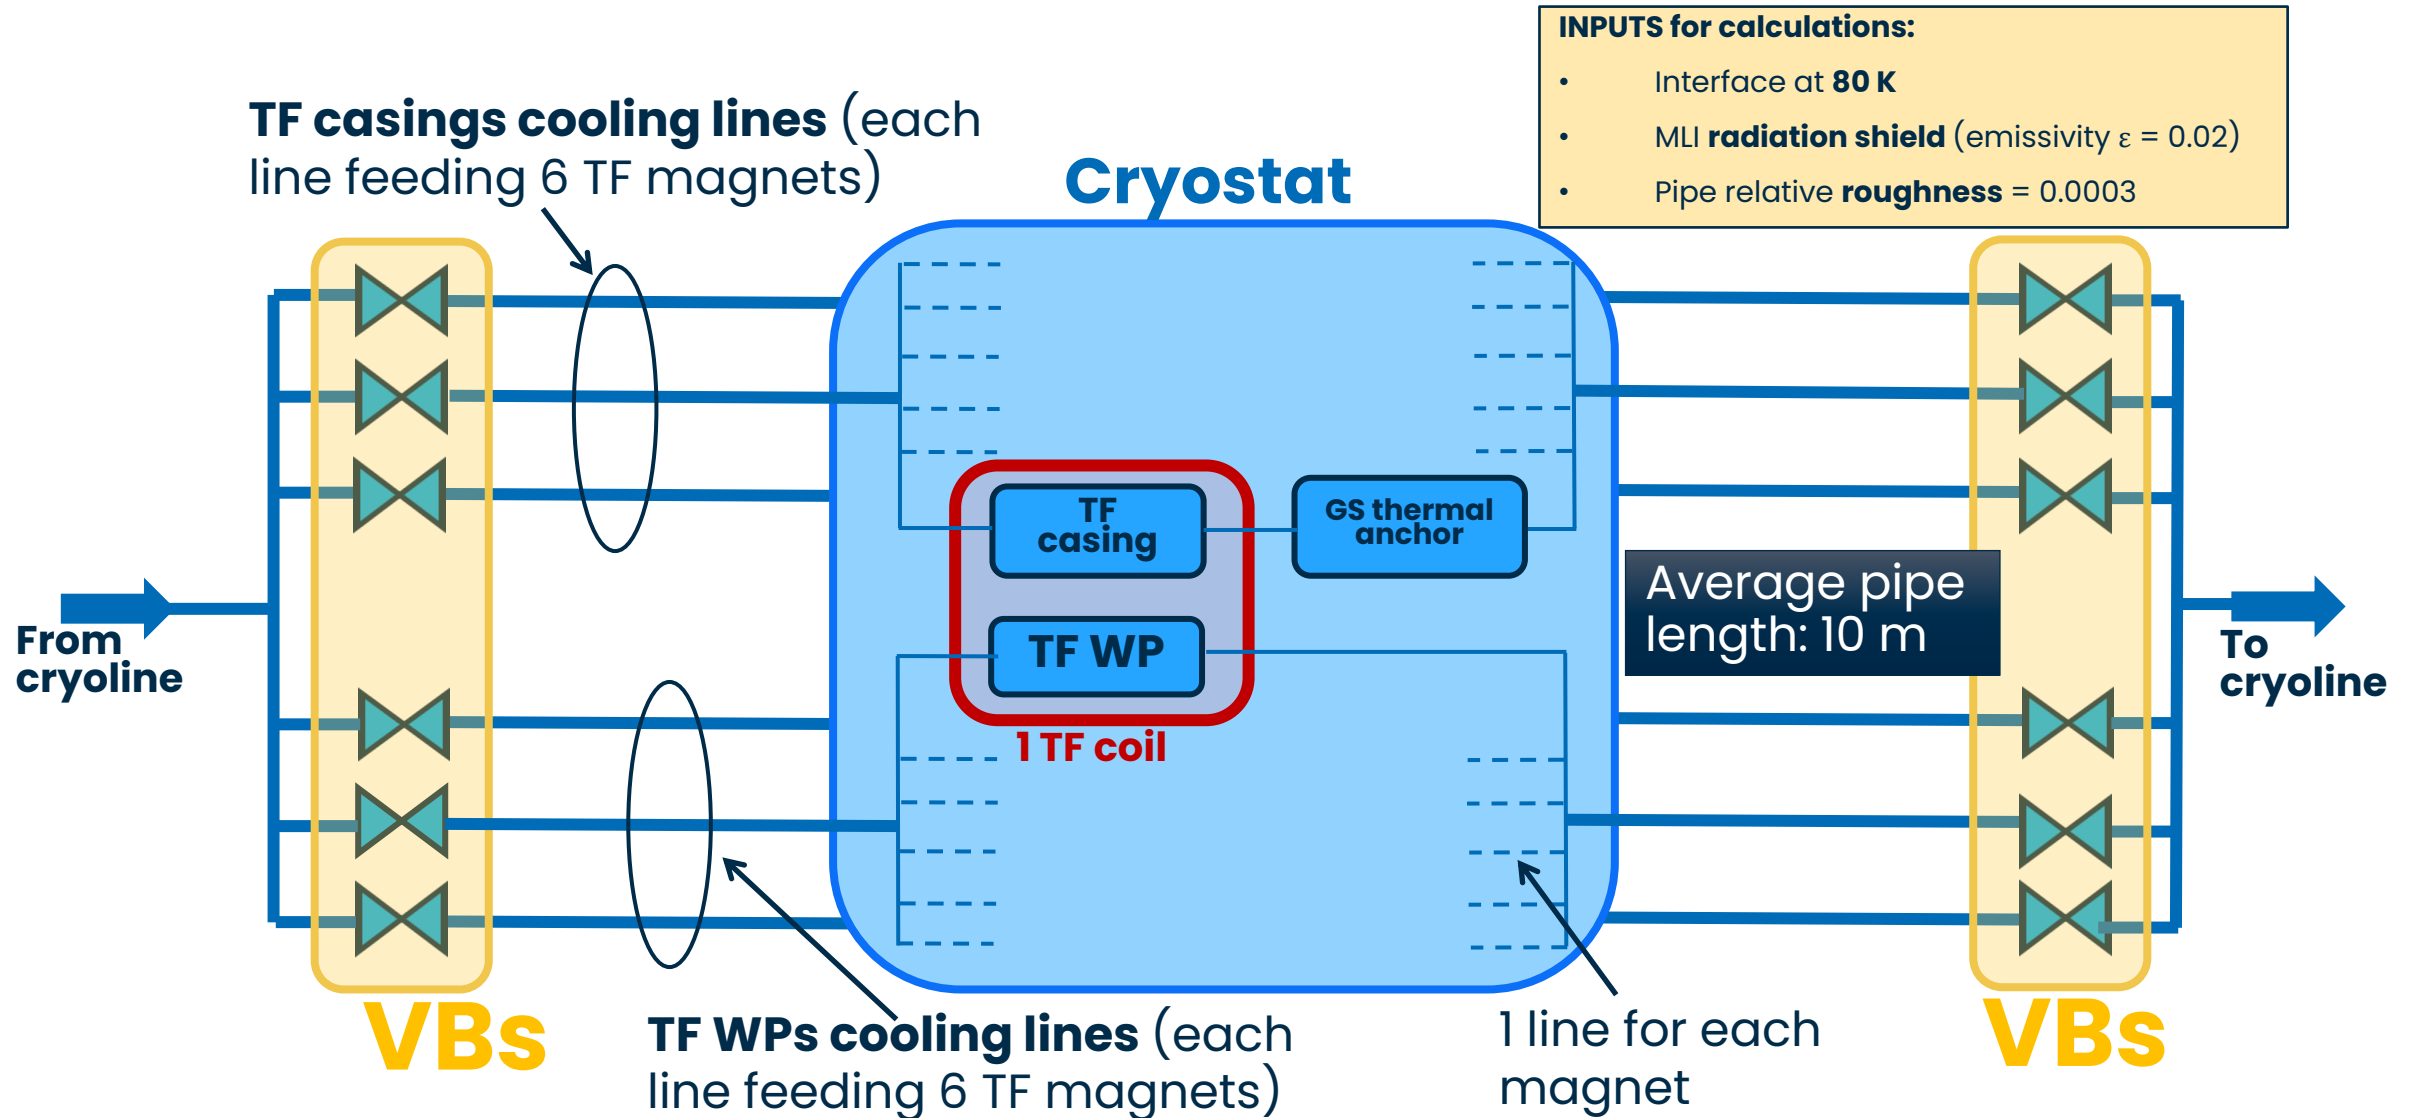 INPUTS for calculations:
• Interface at 80 K
• MLI radiation shield (emissivity ε = 0.02)
• Pipe relative roughness = 0.0003
TF casings cooling lines (each
line feeding 6 TF magnets)
Cryostat
TF
casing
GS thermal
anchor
Average pipe
length: 10 m
From
cryoline
TF WP
To
cryoline
1 TF coil
VBs
VBs
TF WPs cooling lines (each
line feeding 6 TF magnets)
1 line for each
magnet